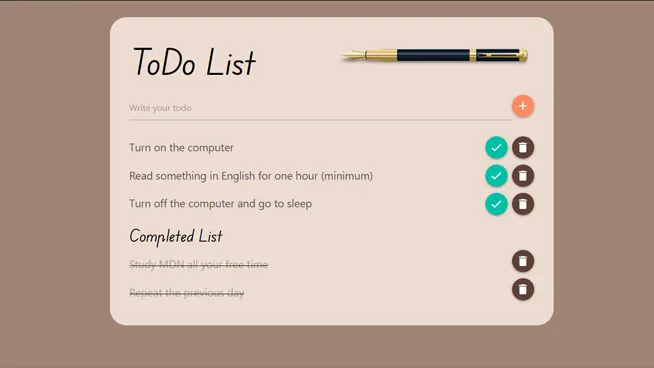 ToDo List
Write your todo
Turn on the computer
Read something in English for one hour (minimum)
Turn off the computer and go to sleep
Completed List
Study MDN all your free time
Repeat the previous day